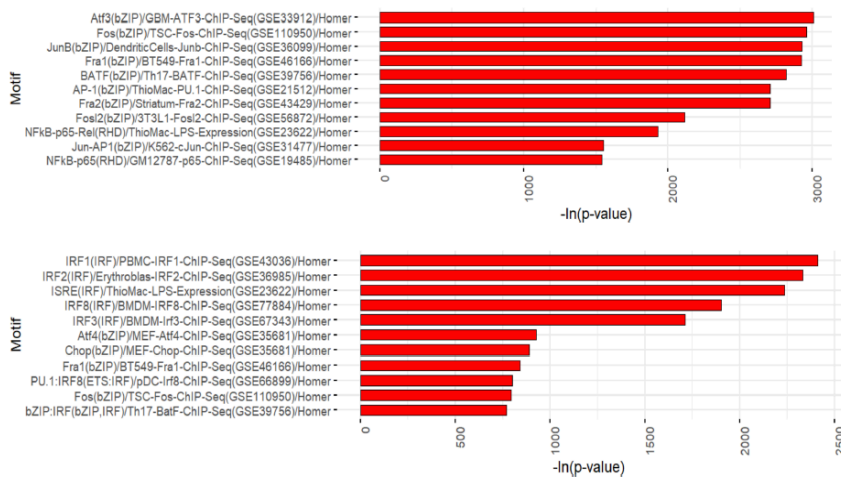 Motif
Atf3(bZIP)/GBM-ATF3-ChIP-Seq(GSE33912)/Homer
Fos(bZIP)/TSC-Fos-ChIP-Seq(GSE110950)/Homer
JunB(bZIP)/DendriticCells-Junb-ChIP-Seq(GSE36099)/Homer
Fra1(bZIP)/BT549-Fra1-ChIP-Seq(GSE46166)/Homer
BATF(bZIP)/Th17-BATF-ChIP-Seq(GSE39756)/Homer
AP-1(bZIP)/ThioMac-PU.1-ChIP-Seq(GSE21512)/Homer
Fra2(bZIP)/Striatum-Fra2-ChIP-Seq(GSE43429)/Homer
Fosl2(bZIP)/3T3L1-Fosl2-ChIP-Seq(GSE56872)/Homer
NFkB-p65-Rel(RHD)/ThioMac-LPS-Expression(GSE23622)/Homer
Jun-AP1(bZIP)/K562-cJun-ChIP-Seq(GSE31477)/Homer
NFkB-p65(RHD)/GM12787-p65-ChIP-Seq(GSE19485)/Homer
0
1000
2000
3000
-ln(p-value)
Motif
IRF1(IRF)/PBMC-IRF1-ChIP-Seq(GSE43036)/Homer
IRF2(IRF)/Erythroblas-IRF2-ChIP-Seq(GSE36985)/Homer
ISRE(IRF)/ThioMac-LPS-Expression(GSE23622)/Homer
IRF8(IRF)/BMDM-IRF8-ChIP-Seq(GSE77884)/Homer
IRF3(IRF)/BMDM-Irf3-ChIP-Seq(GSE67343)/Homer
Atf4(bZIP)/MEF-Atf4-ChIP-Seq(GSE35681)/Homer
Chop(bZIP)/MEF-Chop-ChIP-Seq(GSE35681)/Homer
Fra1(bZIP)/BT549-Fra1-ChIP-Seq(GSE46166)/Homer
PU.1:IRF8(ETS:IRF)/pDC-Irf8-ChIP-Seq(GSE66899)/Homer
Fos(bZIP)/TSC-Fos-ChIP-Seq(GSE110950)/Homer
bZIP:IRF(bZIP,IRF)/Th17-BatF-ChIP-Seq(GSE39756)/Homer
0
500
1000
1500
2000
2500
-ln(p-value)